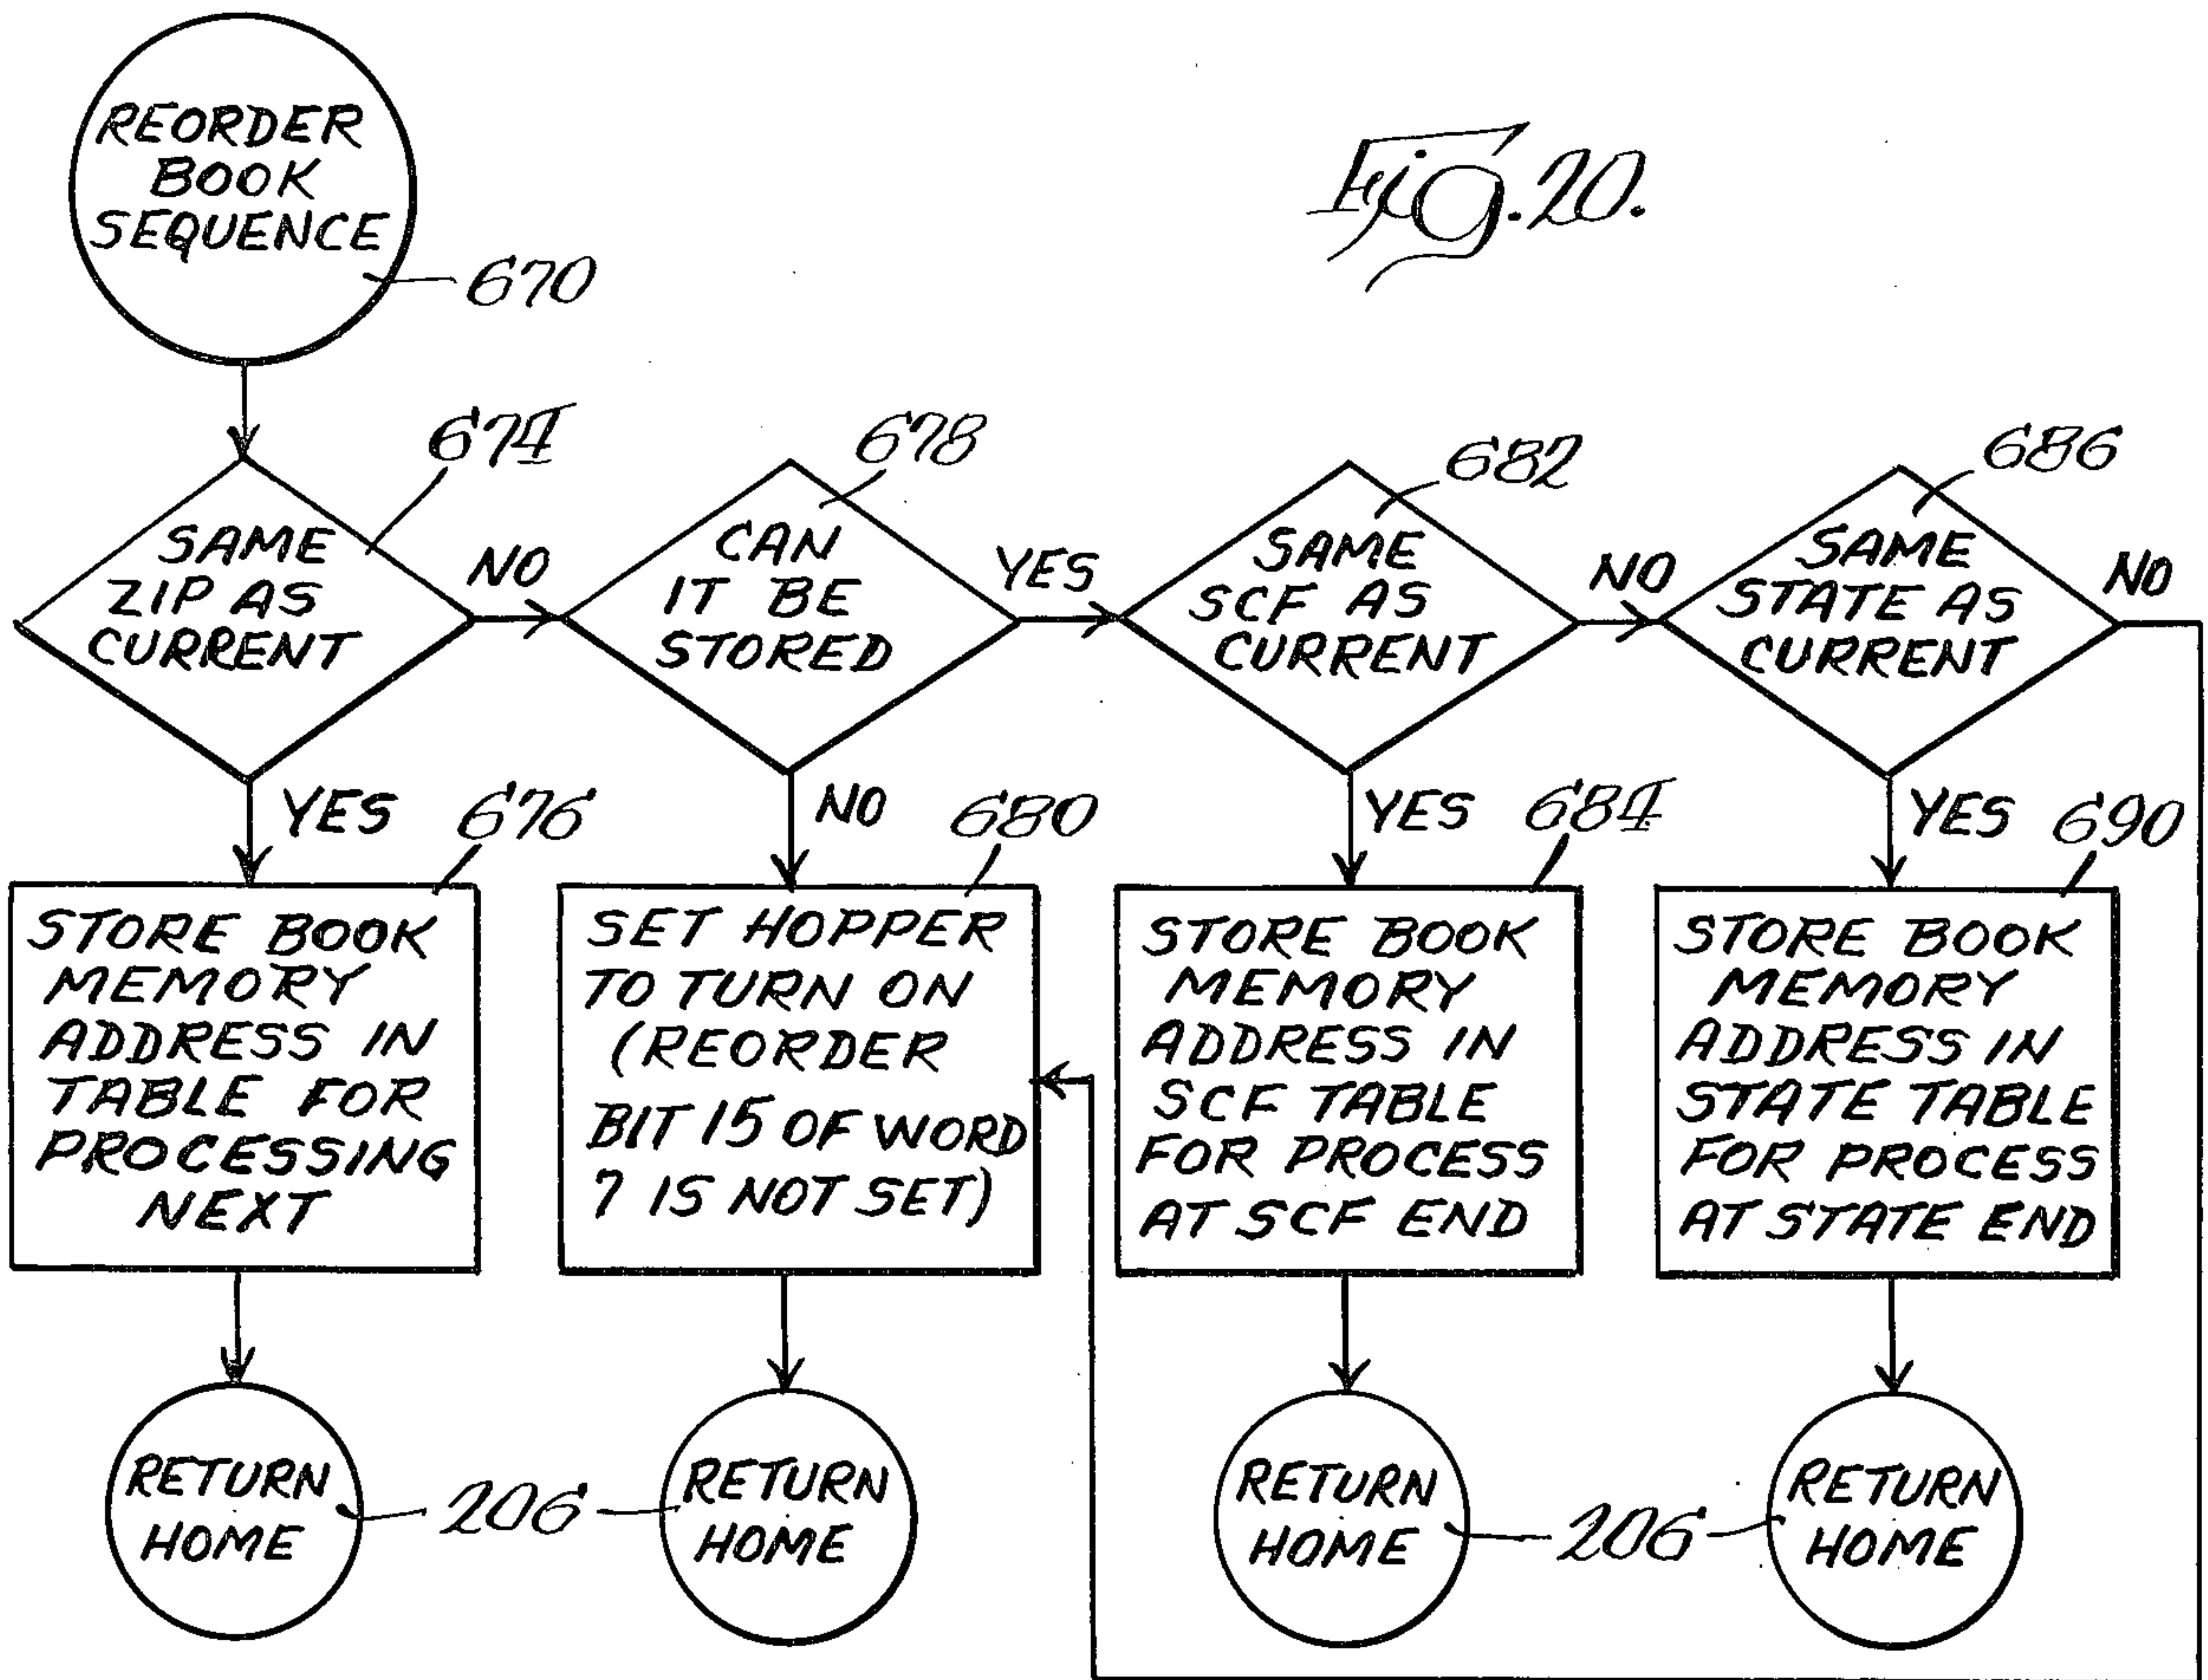 REORDER
BOOK
SEQUENCE
670
Fig. 20.
674
678
682
686
SAME
ZIP AS
CURRENT
NO
CAN
IT BE
STORED
YES
SAME
SCF AS
CURRENT
NO
SAME
STATE AS
CURRENT
NO
YES
676
NO
680
YES
684
YES
690
STORE BOOK
MEMORY
ADDRESS IN
TABLE FOR
PROCESSING
NEXT
SET HOPPER
TO TURN ON
(REORDER
BIT 15 OF WORD
7 IS NOT SET)
STORE BOOK
MEMORY
ADDRESS IN
SCF TABLE
FOR PROCESS
AT SCF END
STORE BOOK
MEMORY
ADDRESS IN
STATE TABLE
FOR PROCESS
AT STATE END
RETURN
HOME
206
RETURN
HOME
RETURN
HOME
206
RETURN
HOME